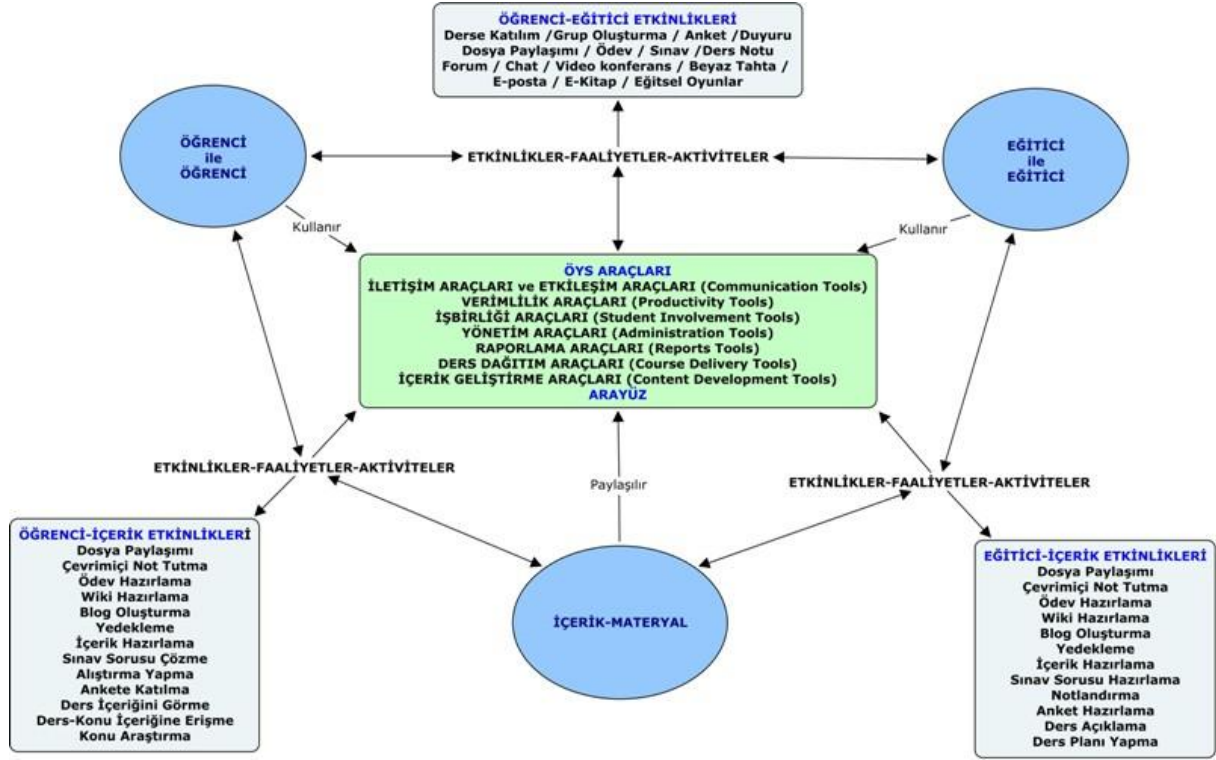 ÖĞRENCİ-EĞİTİCİ ETKİNLİKLERİ
Derse Katılım /Grup Oluşturma / Anket /Duyuru
Dosya Paylaşımı / Ödev / Sınav /Ders Notu
Forum / Chat / Video konferans / Beyaz Tahta /
E-posta / E-Kitap / Eğitsel Oyunlar
ÖĞRENCİ
ile
ÖĞRENCİ
ETKİNLİKLER-FAALİYETLER-AKTİVİTELER
EĞİTİCİ
ile
EĞİTİCİ
Kullanır
Kullanır
ÖYS ARAÇLARI
İLETİŞİM ARAÇLARI ve ETKİLEŞİM ARAÇLARI (Communication Tools)
VERİMLİLİK ARAÇLARI (Productivity Tools)
İŞBİRLİĞİ ARAÇLARI (Student Involvement Tools)
YÖNETİM ARAÇLARI (Administration Tools)
RAPORLAMA ARAÇLARI (Reports Tools)
DERS DAĞITIM ARAÇLARI (Course Delivery Tools)
İÇERİK GELİŞTİRME ARAÇLARI (Content Development Tools)
ARAYÜZ
ETKİNLİKLER-FAALİYETLER-AKTİVİTELER
Paylaşılır
ETKİNLİKLER-FAALİYETLER-AKTİVİTELER
ÖĞRENCİ-İÇERİK ETKİNLİKLERİ
Dosya Paylaşımı
Çevrimiçi Not Tutma
Ödev Hazırlama
Wiki Hazırlama
Blog Oluşturma
Yedekleme
İçerik Hazırlama
Sınav Sorusu Çözme
Alıştırma Yapma
Ankete Katılma
Ders İçeriğini Görme
Ders-Konu İçeriğine Erişme
Konu Araştırma
İÇERİK-MATERYAL
EĞİTİCİ-İÇERİK ETKİNLİKLERİ
Dosya Paylaşımı
Çevrimiçi Not Tutma
Ödev Hazırlama
Wiki Hazırlama
Blog Oluşturma
Yedekleme
İçerik Hazırlama
Sınav Sorusu Hazırlama
Notlandırma
Anket Hazırlama
Ders Açıklama
Ders Planı Yapma